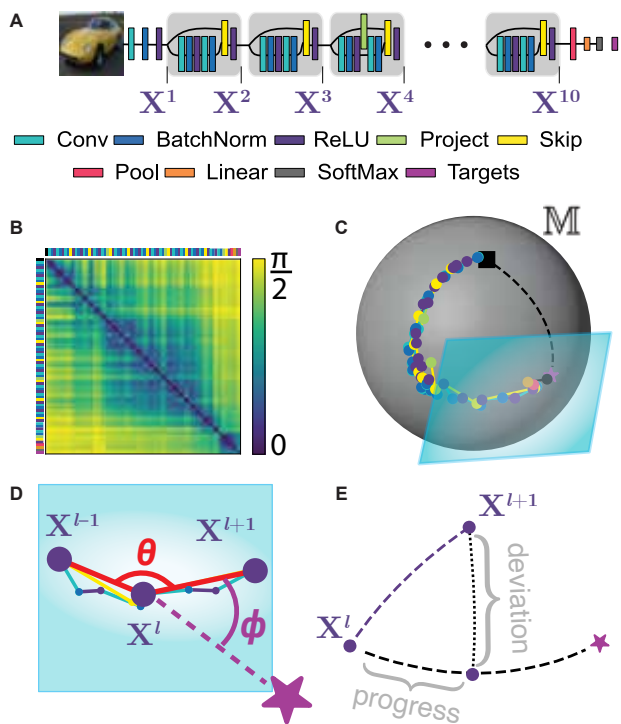 A
X¹ X² X³ X⁴ X¹⁰
Conv BatchNorm ReLU Project Skip
Pool Linear SoftMax Targets
B
π/2
0
C
𝕄
D
Xˡ⁻¹
θ
Xˡ⁺¹
Xˡ
ϕ
E
Xˡ⁺¹
deviation
Xˡ
progress